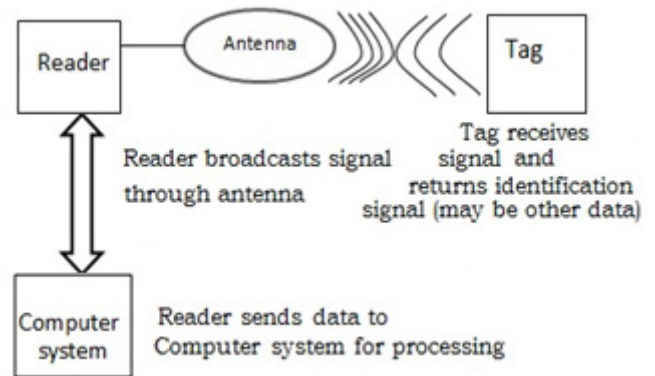 Reader
Antenna
Tag
Reader broadcasts signal
through antenna
Tag receives
signal and
returns identification
signal (may be other data)
Computer
system
Reader sends data to
Computer system for processing